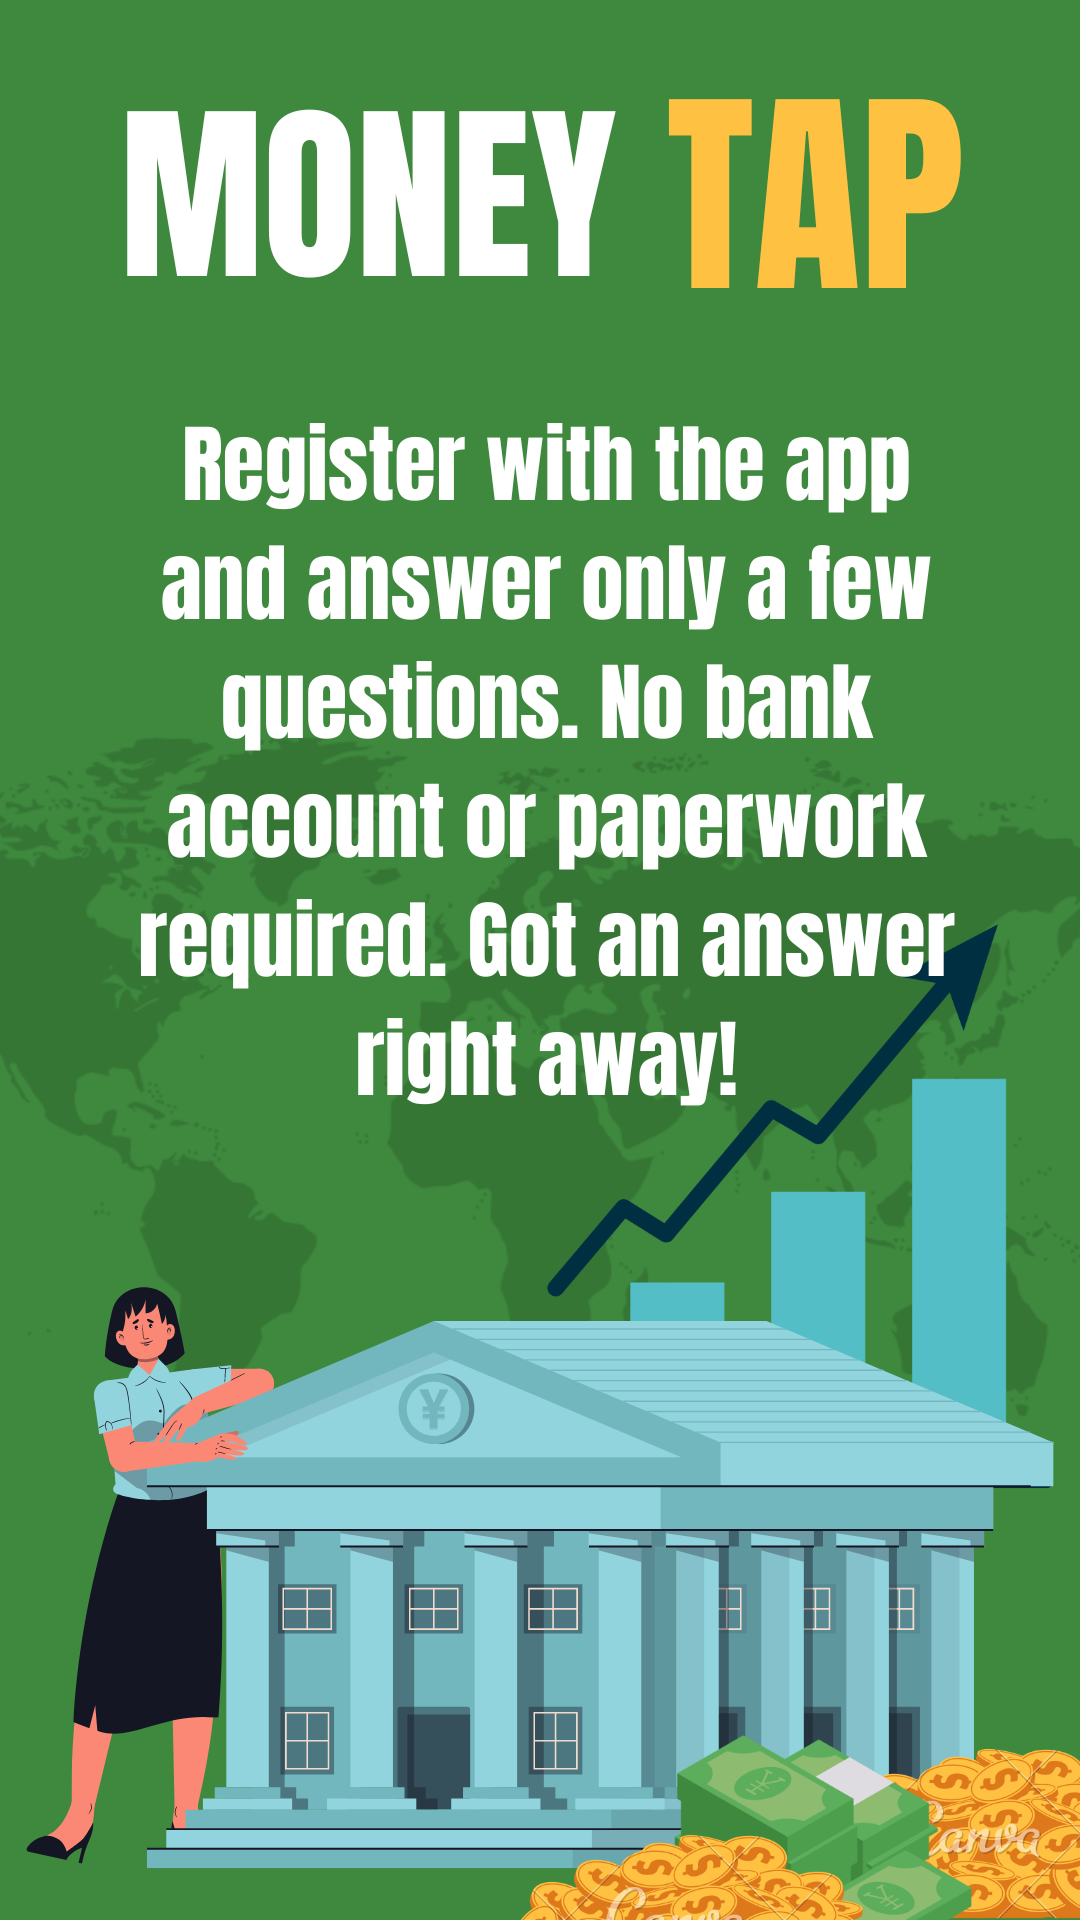 MONEY TAP
Register with the app
and answer only a few
questions. No bank
account or paperwork
required. Got an answer
right away!
¥
Canva
Canva